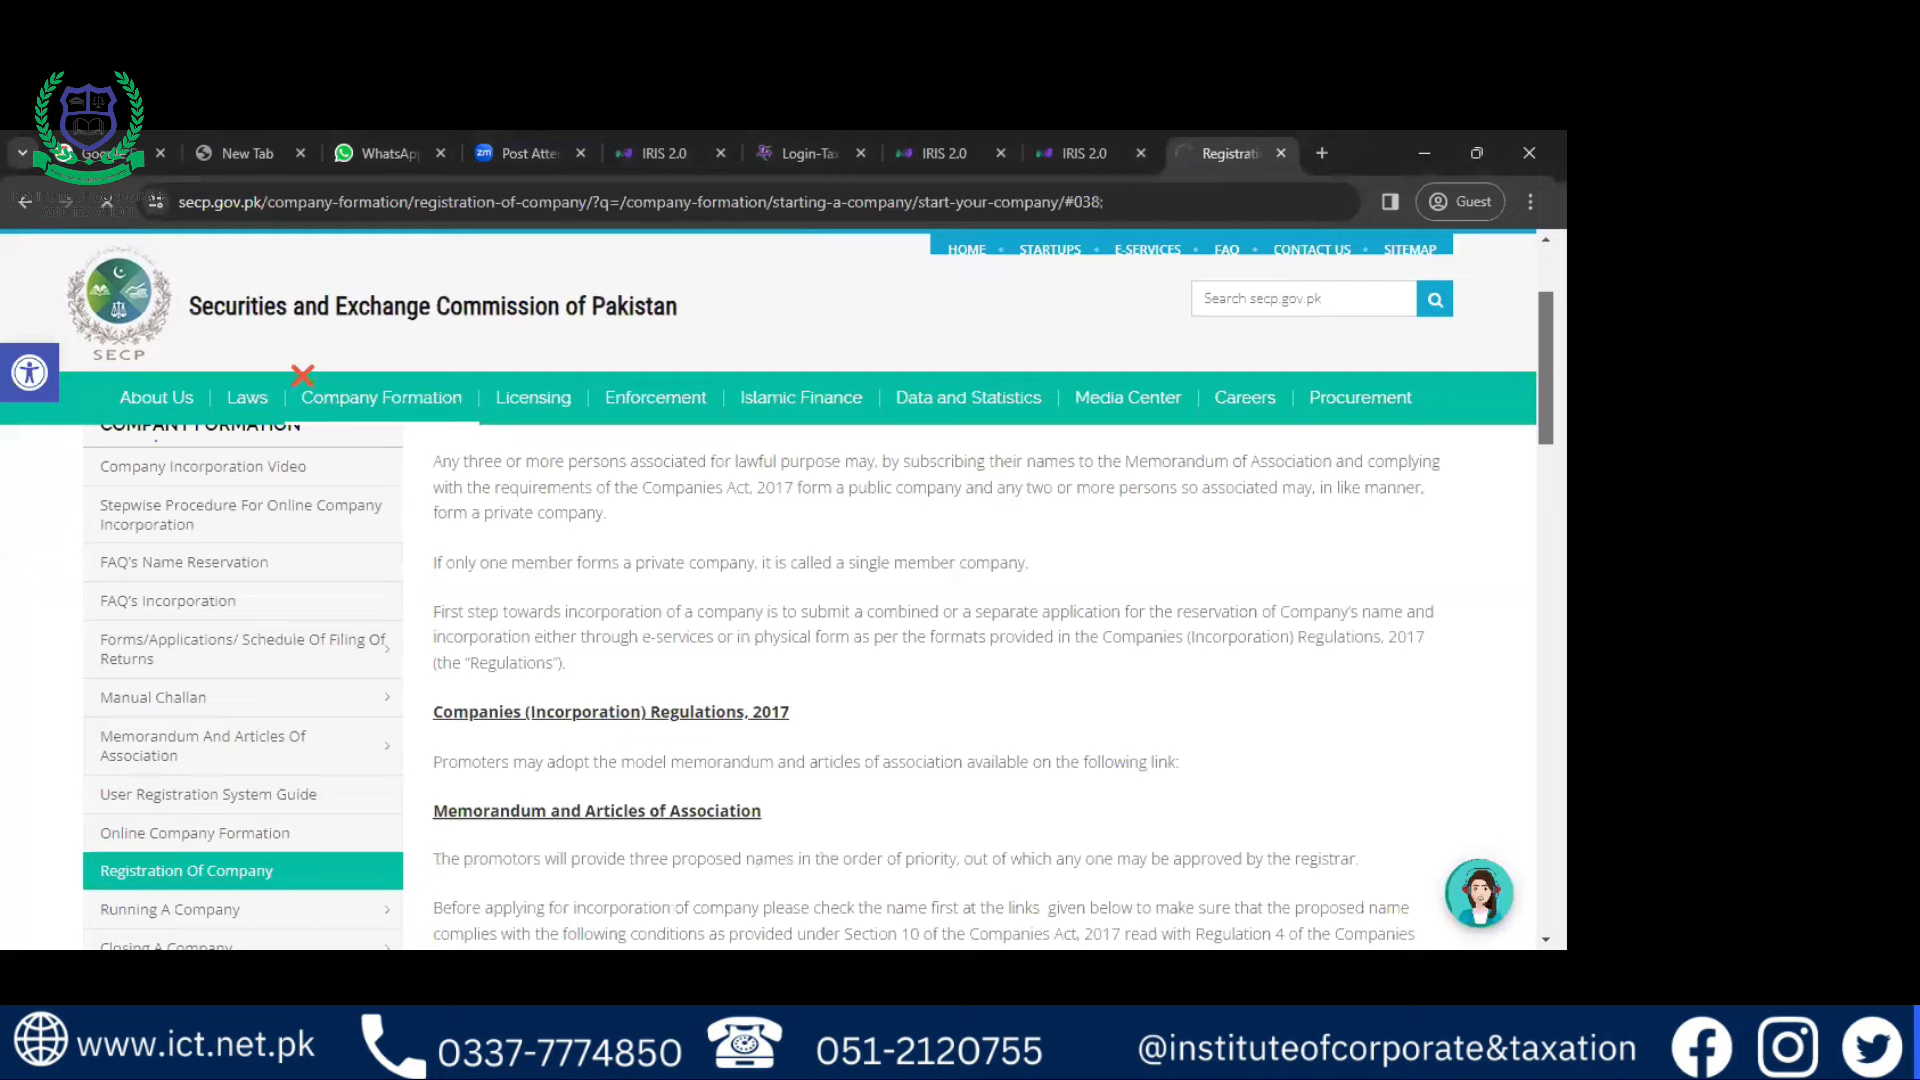 Google F
New Tab
WhatsAp
Post Atte
IRIS 2.0
Login-Tax
IRIS 2.0
IRIS 2.0
Registrati
secp.gov.pk/company-formation/registration-of-company/?q=/company-formation/starting-a-company/start-your-company/#038;
Guest
HOME
STARTUPS
E-SERVICES
FAQ
CONTACT US
SITEMAP
Securities and Exchange Commission of Pakistan
Search secp.gov.pk
SECP
About Us
Laws
Company Formation
Licensing
Enforcement
Islamic Finance
Data and Statistics
Media Center
Careers
Procurement
COMPANY FORMATION
Company Incorporation Video
Stepwise Procedure For Online Company
Incorporation
FAQ's Name Reservation
FAQ's Incorporation
Forms/Applications/ Schedule Of Filing Of
Returns
Manual Challan
Memorandum And Articles Of
Association
User Registration System Guide
Online Company Formation
Registration Of Company
Running A Company
Closing A Company
Any three or more persons associated for lawful purpose may, by subscribing their names to the Memorandum of Association and complying
with the requirements of the Companies Act, 2017 form a public company and any two or more persons so associated may, in like manner,
form a private company.
If only one member forms a private company, it is called a single member company.
First step towards incorporation of a company is to submit a combined or a separate application for the reservation of Company's name and
incorporation either through e-services or in physical form as per the formats provided in the Companies (Incorporation) Regulations, 2017
(the “Regulations”).
Companies (Incorporation) Regulations, 2017
Promoters may adopt the model memorandum and articles of association available on the following link:
Memorandum and Articles of Association
The promotors will provide three proposed names in the order of priority, out of which any one may be approved by the registrar.
Before applying for incorporation of company please check the name first at the links given below to make sure that the proposed name
complies with the following conditions as provided under Section 10 of the Companies Act, 2017 read with Regulation 4 of the Companies
www.ict.net.pk
0337-7774850
051-2120755
@instituteofcorporate&taxation